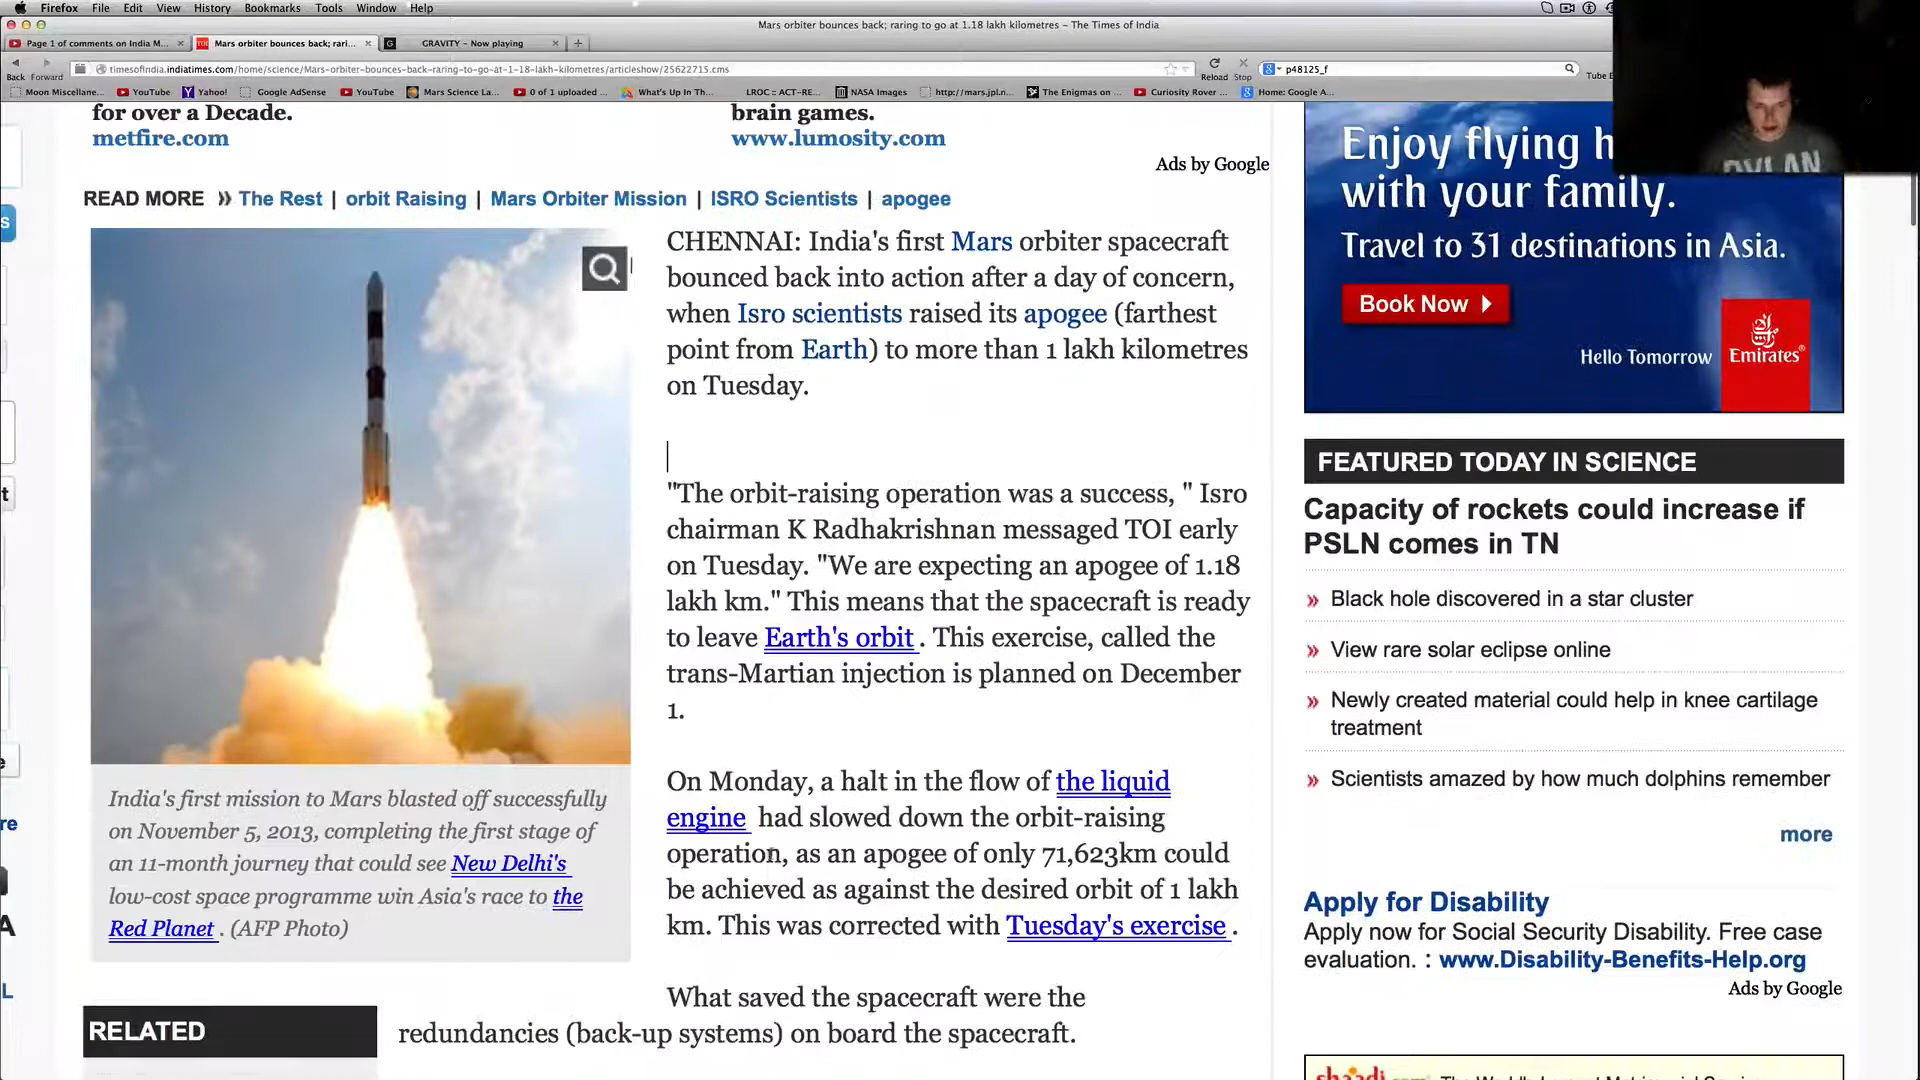 Firefox File Edit View History Bookmarks Tools Window Help
Mars orbiter bounces back; raring to go at 1.18 lakh kilometres – The Times of India
Page 1 of comments on India M... × TOI Mars orbiter bounces back; rari... × G GRAVITY – Now playing × +
timesofindia.indiatimes.com/home/science/Mars-orbiter-bounces-back-raring-to-go-at-1-18-lakh-kilometres/articleshow/25622715.cms
p48125_f
Back Forward
Reload Stop
Tube E
Moon Miscellane... YouTube Yahoo! Google AdSense YouTube Mars Science La... 0 of 1 uploaded ... What's Up In Th... LROC :: ACT-RE... NASA Images http://mars.jpl.n... The Enigmas on ... Curiosity Rover ... Home: Google A...
for over a Decade.
metfire.com
brain games.
www.lumosity.com
Ads by Google
READ MORE » The Rest | orbit Raising | Mars Orbiter Mission | ISRO Scientists | apogee
CHENNAI: India's first Mars orbiter spacecraft
bounced back into action after a day of concern,
when Isro scientists raised its apogee (farthest
point from Earth) to more than 1 lakh kilometres
on Tuesday.
"The orbit-raising operation was a success, " Isro
chairman K Radhakrishnan messaged TOI early
on Tuesday. "We are expecting an apogee of 1.18
lakh km." This means that the spacecraft is ready
to leave Earth's orbit . This exercise, called the
trans-Martian injection is planned on December
1.
On Monday, a halt in the flow of the liquid
engine had slowed down the orbit-raising
operation, as an apogee of only 71,623km could
be achieved as against the desired orbit of 1 lakh
km. This was corrected with Tuesday's exercise .
What saved the spacecraft were the
redundancies (back-up systems) on board the spacecraft.
India's first mission to Mars blasted off successfully
on November 5, 2013, completing the first stage of
an 11-month journey that could see New Delhi's
low-cost space programme win Asia's race to the
Red Planet . (AFP Photo)
RELATED
Enjoy flying h
with your family.
Travel to 31 destinations in Asia.
Book Now
Hello Tomorrow
Emirates
DYLAN
FEATURED TODAY IN SCIENCE
Capacity of rockets could increase if
PSLN comes in TN
» Black hole discovered in a star cluster
» View rare solar eclipse online
» Newly created material could help in knee cartilage
treatment
» Scientists amazed by how much dolphins remember
more
Apply for Disability
Apply now for Social Security Disability. Free case
evaluation. : www.Disability-Benefits-Help.org
Ads by Google